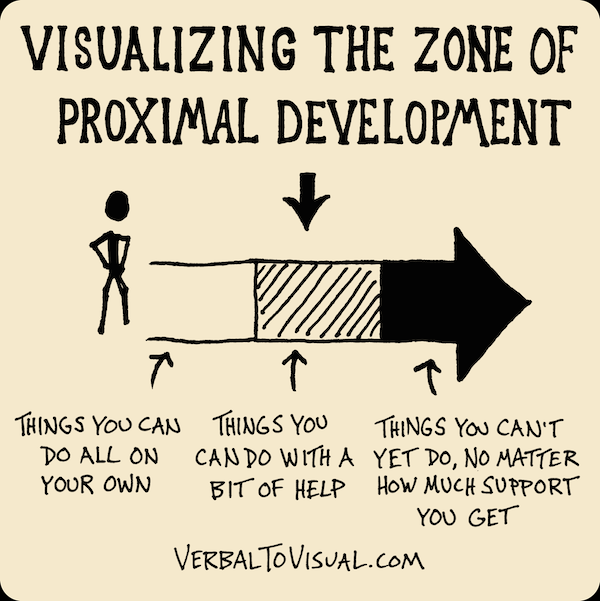 VISUALIZING THE ZONE OF
PROXIMAL DEVELOPMENT
THINGS YOU CAN
DO ALL ON
YOUR OWN
THINGS YOU
CAN DO WITH A
BIT OF HELP
THINGS YOU CAN'T
YET DO, NO MATTER
HOW MUCH SUPPORT
YOU GET
VERBALTOVISUAL.COM